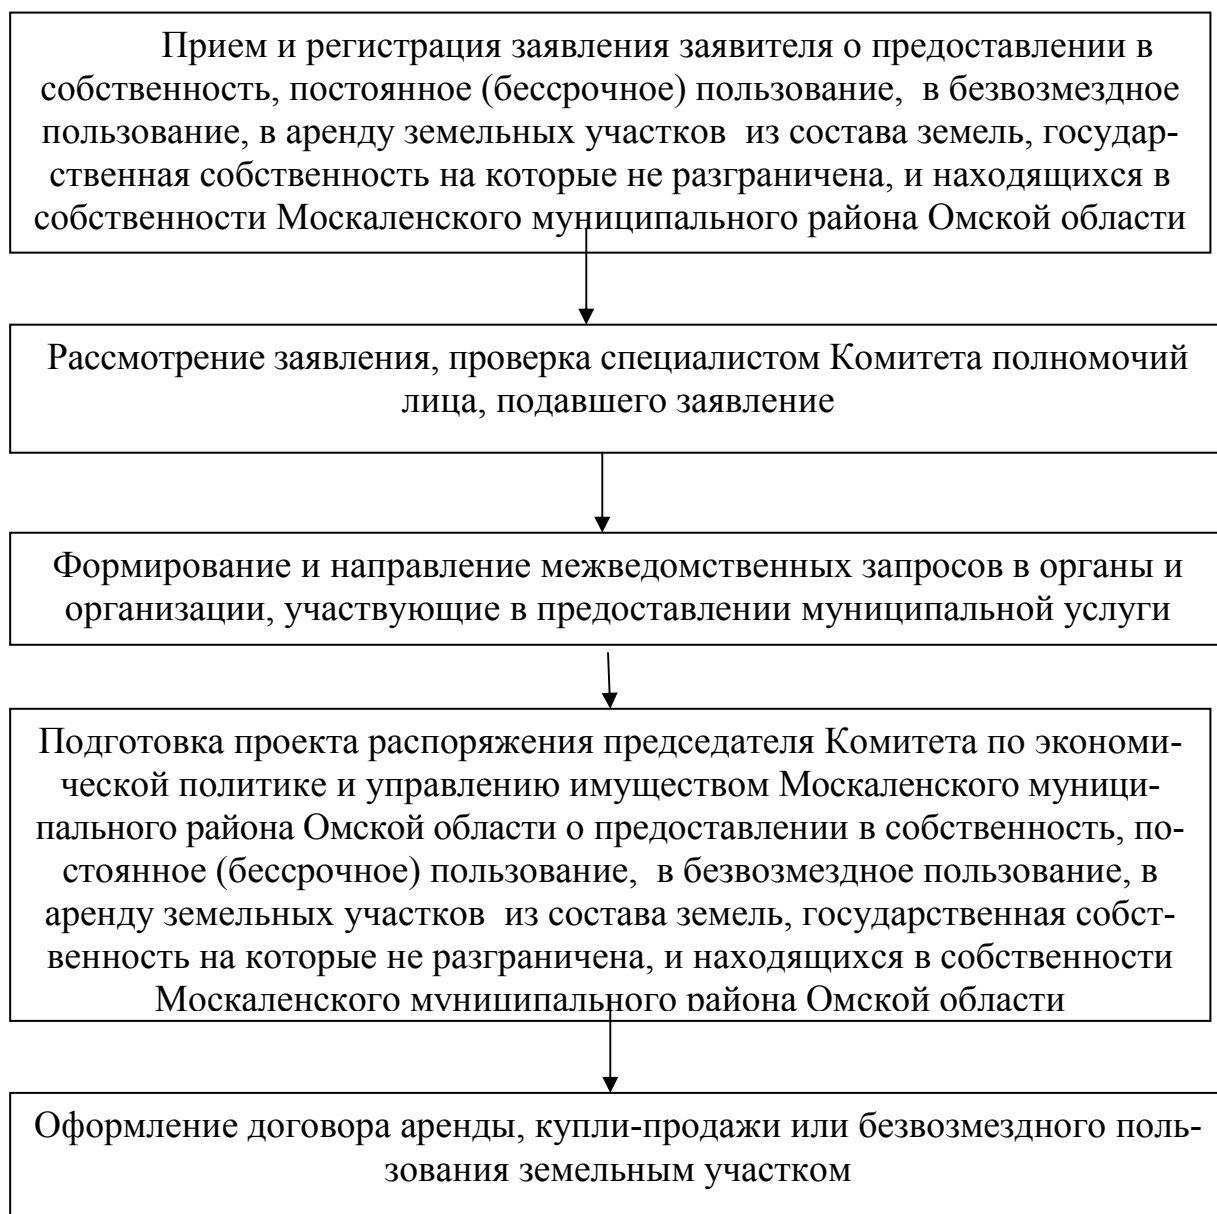 Прием и регистрация заявления заявителя о предоставлении в
собственность, постоянное (бессрочное) пользование, в безвозмездное
пользование, в аренду земельных участков из состава земель, государ-
ственная собственность на которые не разграничена, и находящихся в
собственности Москаленского муниципального района Омской области
Рассмотрение заявления, проверка специалистом Комитета полномочий
лица, подавшего заявление
Формирование и направление межведомственных запросов в органы и
организации, участвующие в предоставлении муниципальной услуги
Подготовка проекта распоряжения председателя Комитета по экономи-
ческой политике и управлению имуществом Москаленского муници-
пального района Омской области о предоставлении в собственность, по-
стоянное (бессрочное) пользование, в безвозмездное пользование, в
аренду земельных участков из состава земель, государственная собст-
венность на которые не разграничена, и находящихся в собственности
Москаленского муниципального района Омской области
Оформление договора аренды, купли-продажи или безвозмездного поль-
зования земельным участком